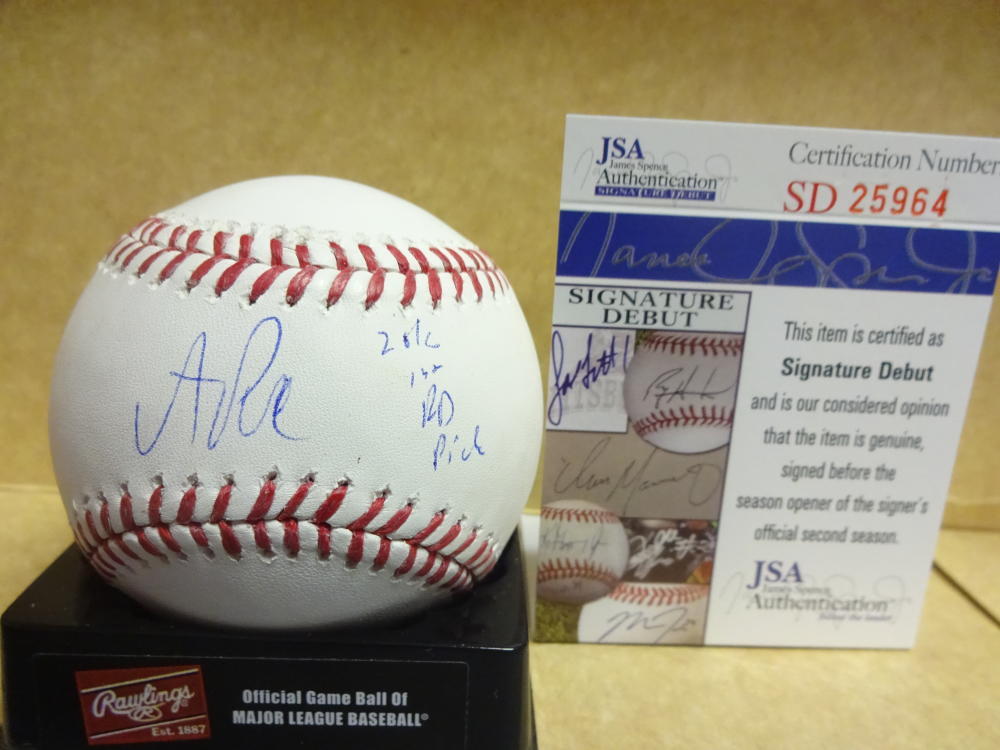 1st
RD
Pick
Rawlings
Est. 1887
Official Game Ball Of
MAJOR LEAGUE BASEBALL®
JSA
James Spence
Authentication
SIGNATURE DEBUT
Certification Number
SD 25964
SIGNATURE
DEBUT
This item is certified as
Signature Debut
and is our considered opinion
that the item is genuine,
signed before the
season opener of the signer's
official second season.
JSA
James Spence
Authentication